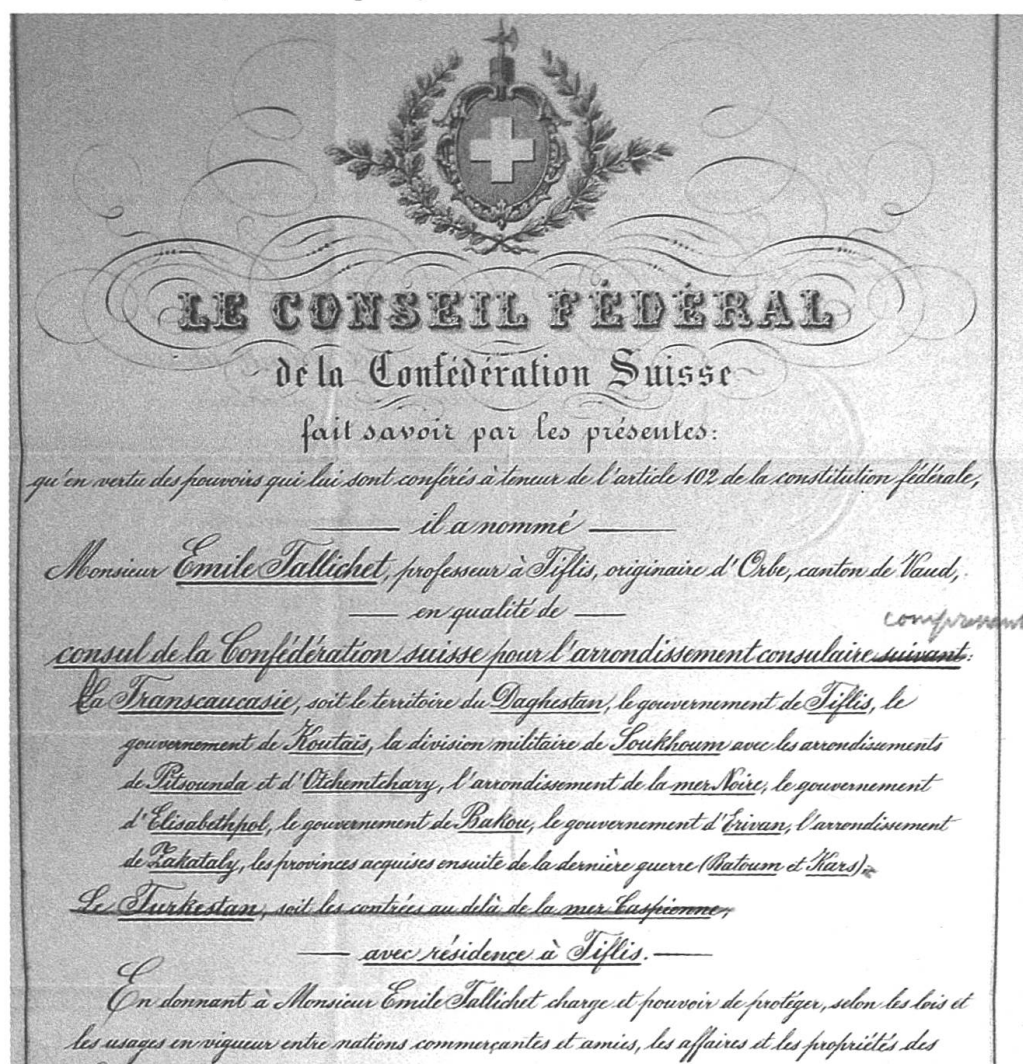 LE CONSEIL FÉDÉRAL
de la Confédération Suisse
fait savoir par les présentes:
qu'en vertu des pouvoirs qui lui sont conférés à teneur de l'article 102 de la constitution fédérale,
il a nommé
Monsieur Emile Tallichet, professeur à Tiflis, originaire d'Orbe, canton de Vaud,
en qualité de
comprenant
consul de la Confédération suisse pour l'arrondissement consulaire suivant:
La Transcaucasie, soit le territoire du Daghestan, le gouvernement de Tiflis, le
gouvernement de Koutaïs, la division militaire de Soukhoum avec les arrondissements
de Pitsounda et d'Otchemtchary, l'arrondissement de la mer Noire, le gouvernement
d'Elisabethpol, le gouvernement de Bakou, le gouvernement d'Erivan, l'arrondissement
de Zakataly, les provinces acquises ensuite de la dernière guerre (Batoum et Kars),
Le Turkestan, soit les contrées au delà de la mer Caspienne,
avec résidence à Tiflis.
En donnant à Monsieur Emile Tallichet charge et pouvoir de protéger, selon les lois et
les usages en vigueur entre nations commerçantes et amies, les affaires et les propriétés des